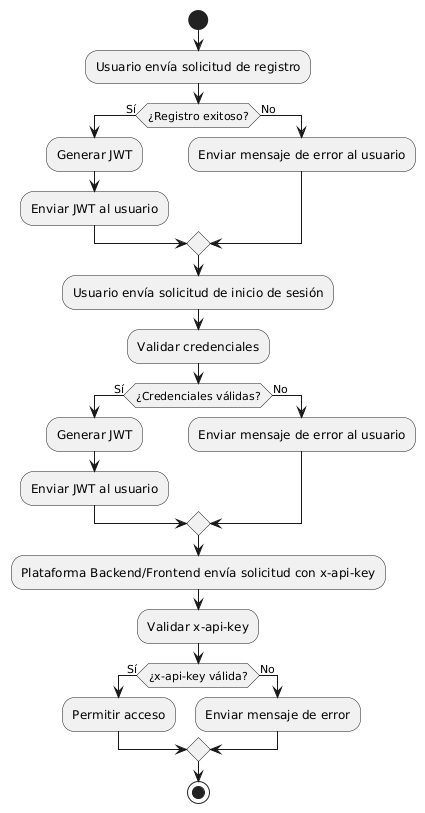 Usuario envía solicitud de registro
¿Registro exitoso?
Sí
No
Generar JWT
Enviar mensaje de error al usuario
Enviar JWT al usuario
Usuario envía solicitud de inicio de sesión
Validar credenciales
¿Credenciales válidas?
Sí
No
Generar JWT
Enviar mensaje de error al usuario
Enviar JWT al usuario
Plataforma Backend/Frontend envía solicitud con x-api-key
Validar x-api-key
¿x-api-key válida?
Sí
No
Permitir acceso
Enviar mensaje de error